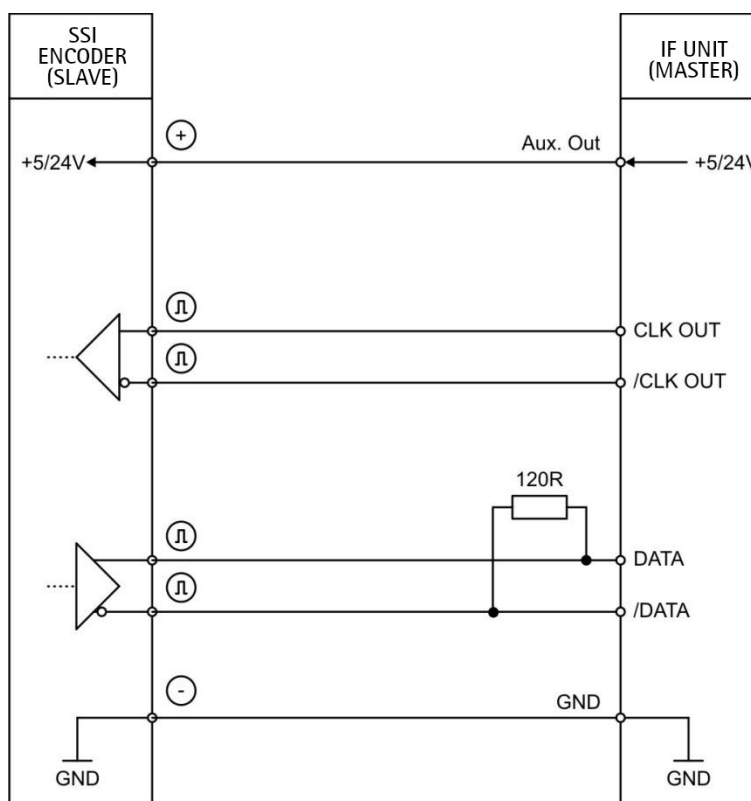 SSI
ENCODER
(SLAVE)
IF UNIT
(MASTER)
+
Aux. Out
+5/24V
+5/24V
CLK OUT
/CLK OUT
120R
DATA
/DATA
-
GND
GND
GND